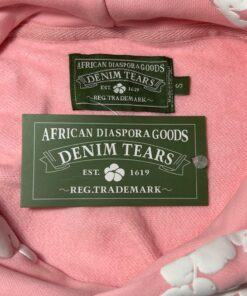 AFRICAN DIASPORA GOODS
DENIM TEARS
EST. 1619
REG. TRADEMARK
S
AFRICAN DIASPORA GOODS
DENIM TEARS
EST. 1619
~REG.TRADEMARK~